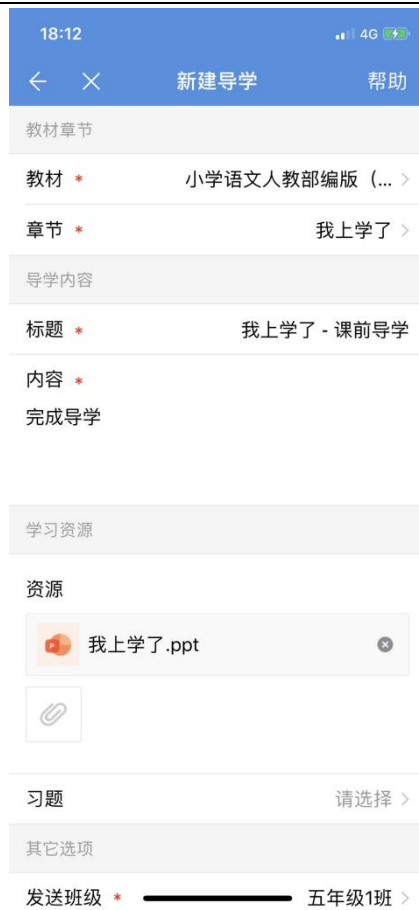 18:12
4G
新建导学 帮助
教材章节
教材 * 小学语文人教部编版（... >
章节 * 我上学了 >
导学内容
标题 * 我上学了 - 课前导学
内容 *
完成导学
学习资源
资源
P 我上学了.ppt
习题 请选择 >
其它选项
发送班级 * 五年级1班 >